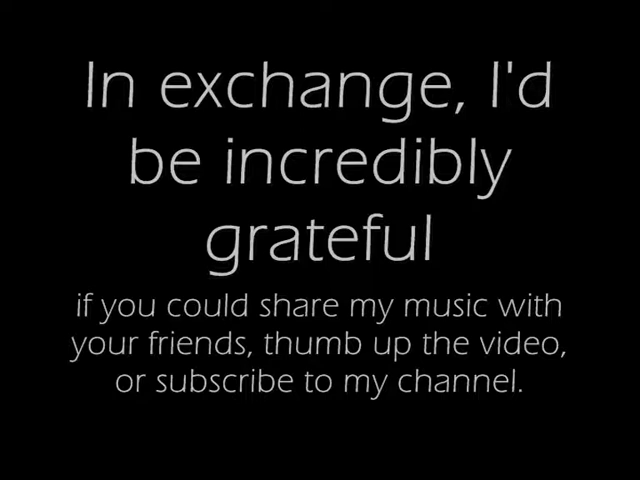 In exchange, I'd
be incredibly
grateful
if you could share my music with
your friends, thumb up the video,
or subscribe to my channel.